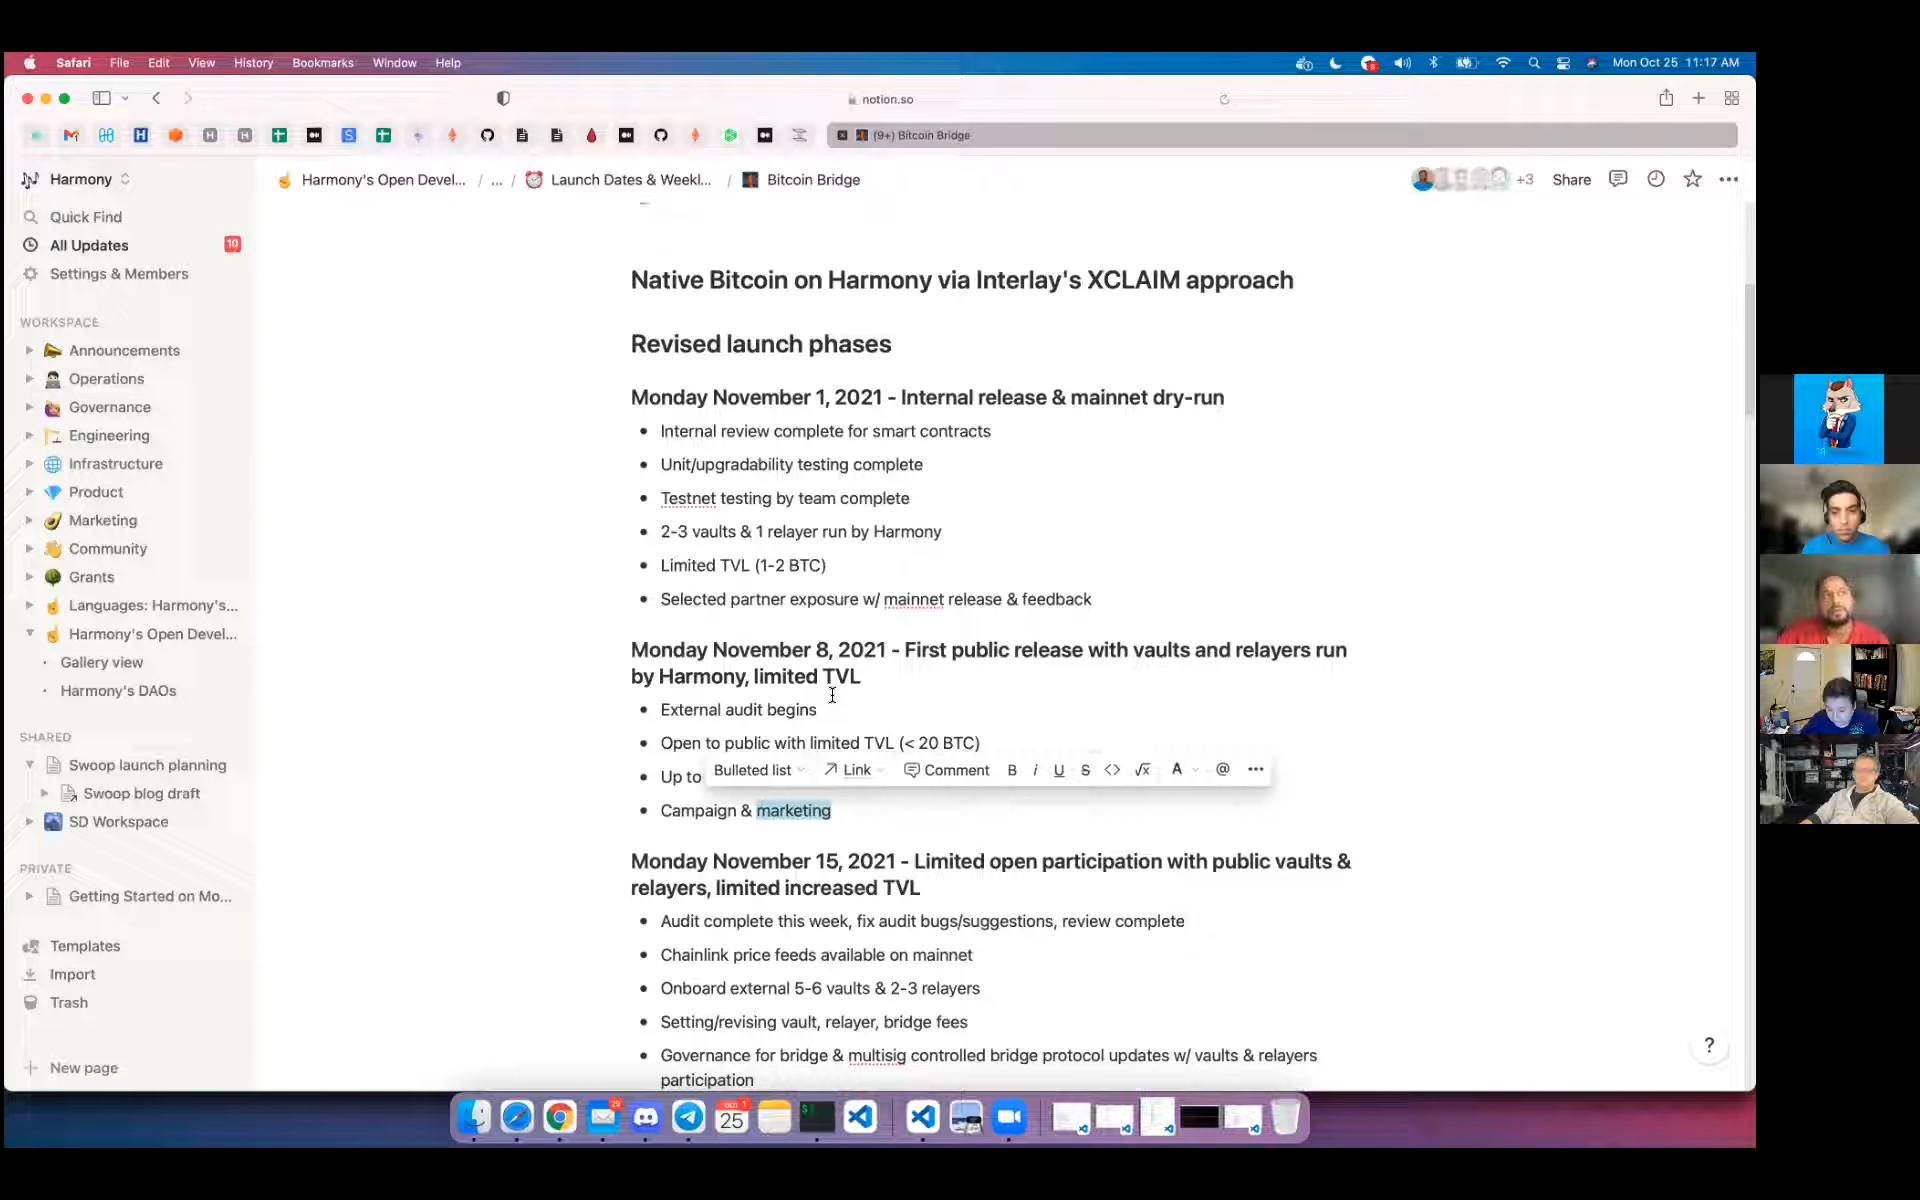 Safari File Edit View History Bookmarks Window Help Mon Oct 25 11:17 AM
notion.so
(9+) Bitcoin Bridge
Harmony
Harmony's Open Devel... / ... / Launch Dates & Weekl... / Bitcoin Bridge
+3 Share
Quick Find
All Updates 10
Settings & Members
WORKSPACE
Announcements
Operations
Governance
Engineering
Infrastructure
Product
Marketing
Community
Grants
Languages: Harmony's...
Harmony's Open Devel...
Gallery view
Harmony's DAOs
SHARED
Swoop launch planning
Swoop blog draft
SD Workspace
PRIVATE
Getting Started on Mo...
Templates
Import
Trash
New page
Native Bitcoin on Harmony via Interlay's XCLAIM approach
Revised launch phases
Monday November 1, 2021 - Internal release & mainnet dry-run
Internal review complete for smart contracts
Unit/upgradability testing complete
Testnet testing by team complete
2-3 vaults & 1 relayer run by Harmony
Limited TVL (1-2 BTC)
Selected partner exposure w/ mainnet release & feedback
Monday November 8, 2021 - First public release with vaults and relayers run
by Harmony, limited TVL
External audit begins
Open to public with limited TVL (< 20 BTC)
Up to
Bulleted list Link Comment B i U S <> √x A @ •••
Campaign & marketing
Monday November 15, 2021 - Limited open participation with public vaults &
relayers, limited increased TVL
Audit complete this week, fix audit bugs/suggestions, review complete
Chainlink price feeds available on mainnet
Onboard external 5-6 vaults & 2-3 relayers
Setting/revising vault, relayer, bridge fees
Governance for bridge & multisig controlled bridge protocol updates w/ vaults & relayers
participation
?
29
OCT
25
1